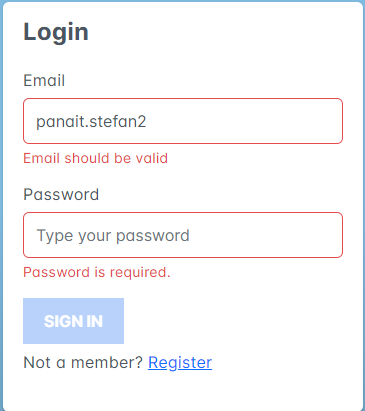 Login
Email
panait.stefan2
Email should be valid
Password
Type your password
Password is required.
SIGN IN
Not a member? Register